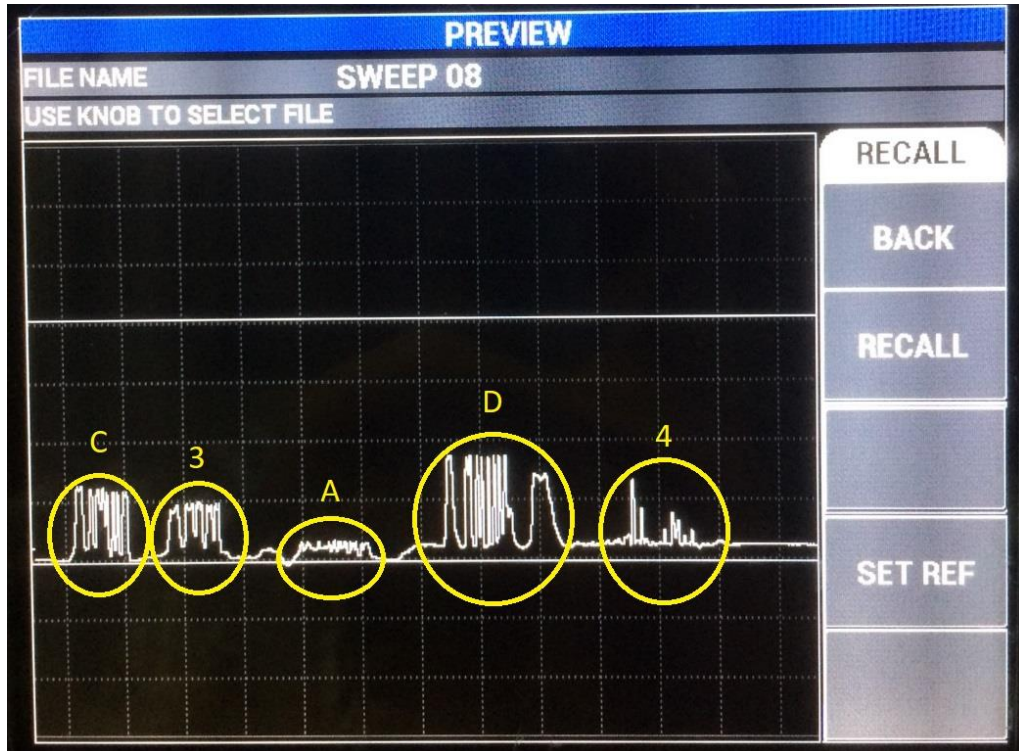 PREVIEW
FILE NAME SWEEP 08
USE KNOB TO SELECT FILE
RECALL
BACK
RECALL
SET REF
C
3
A
D
4